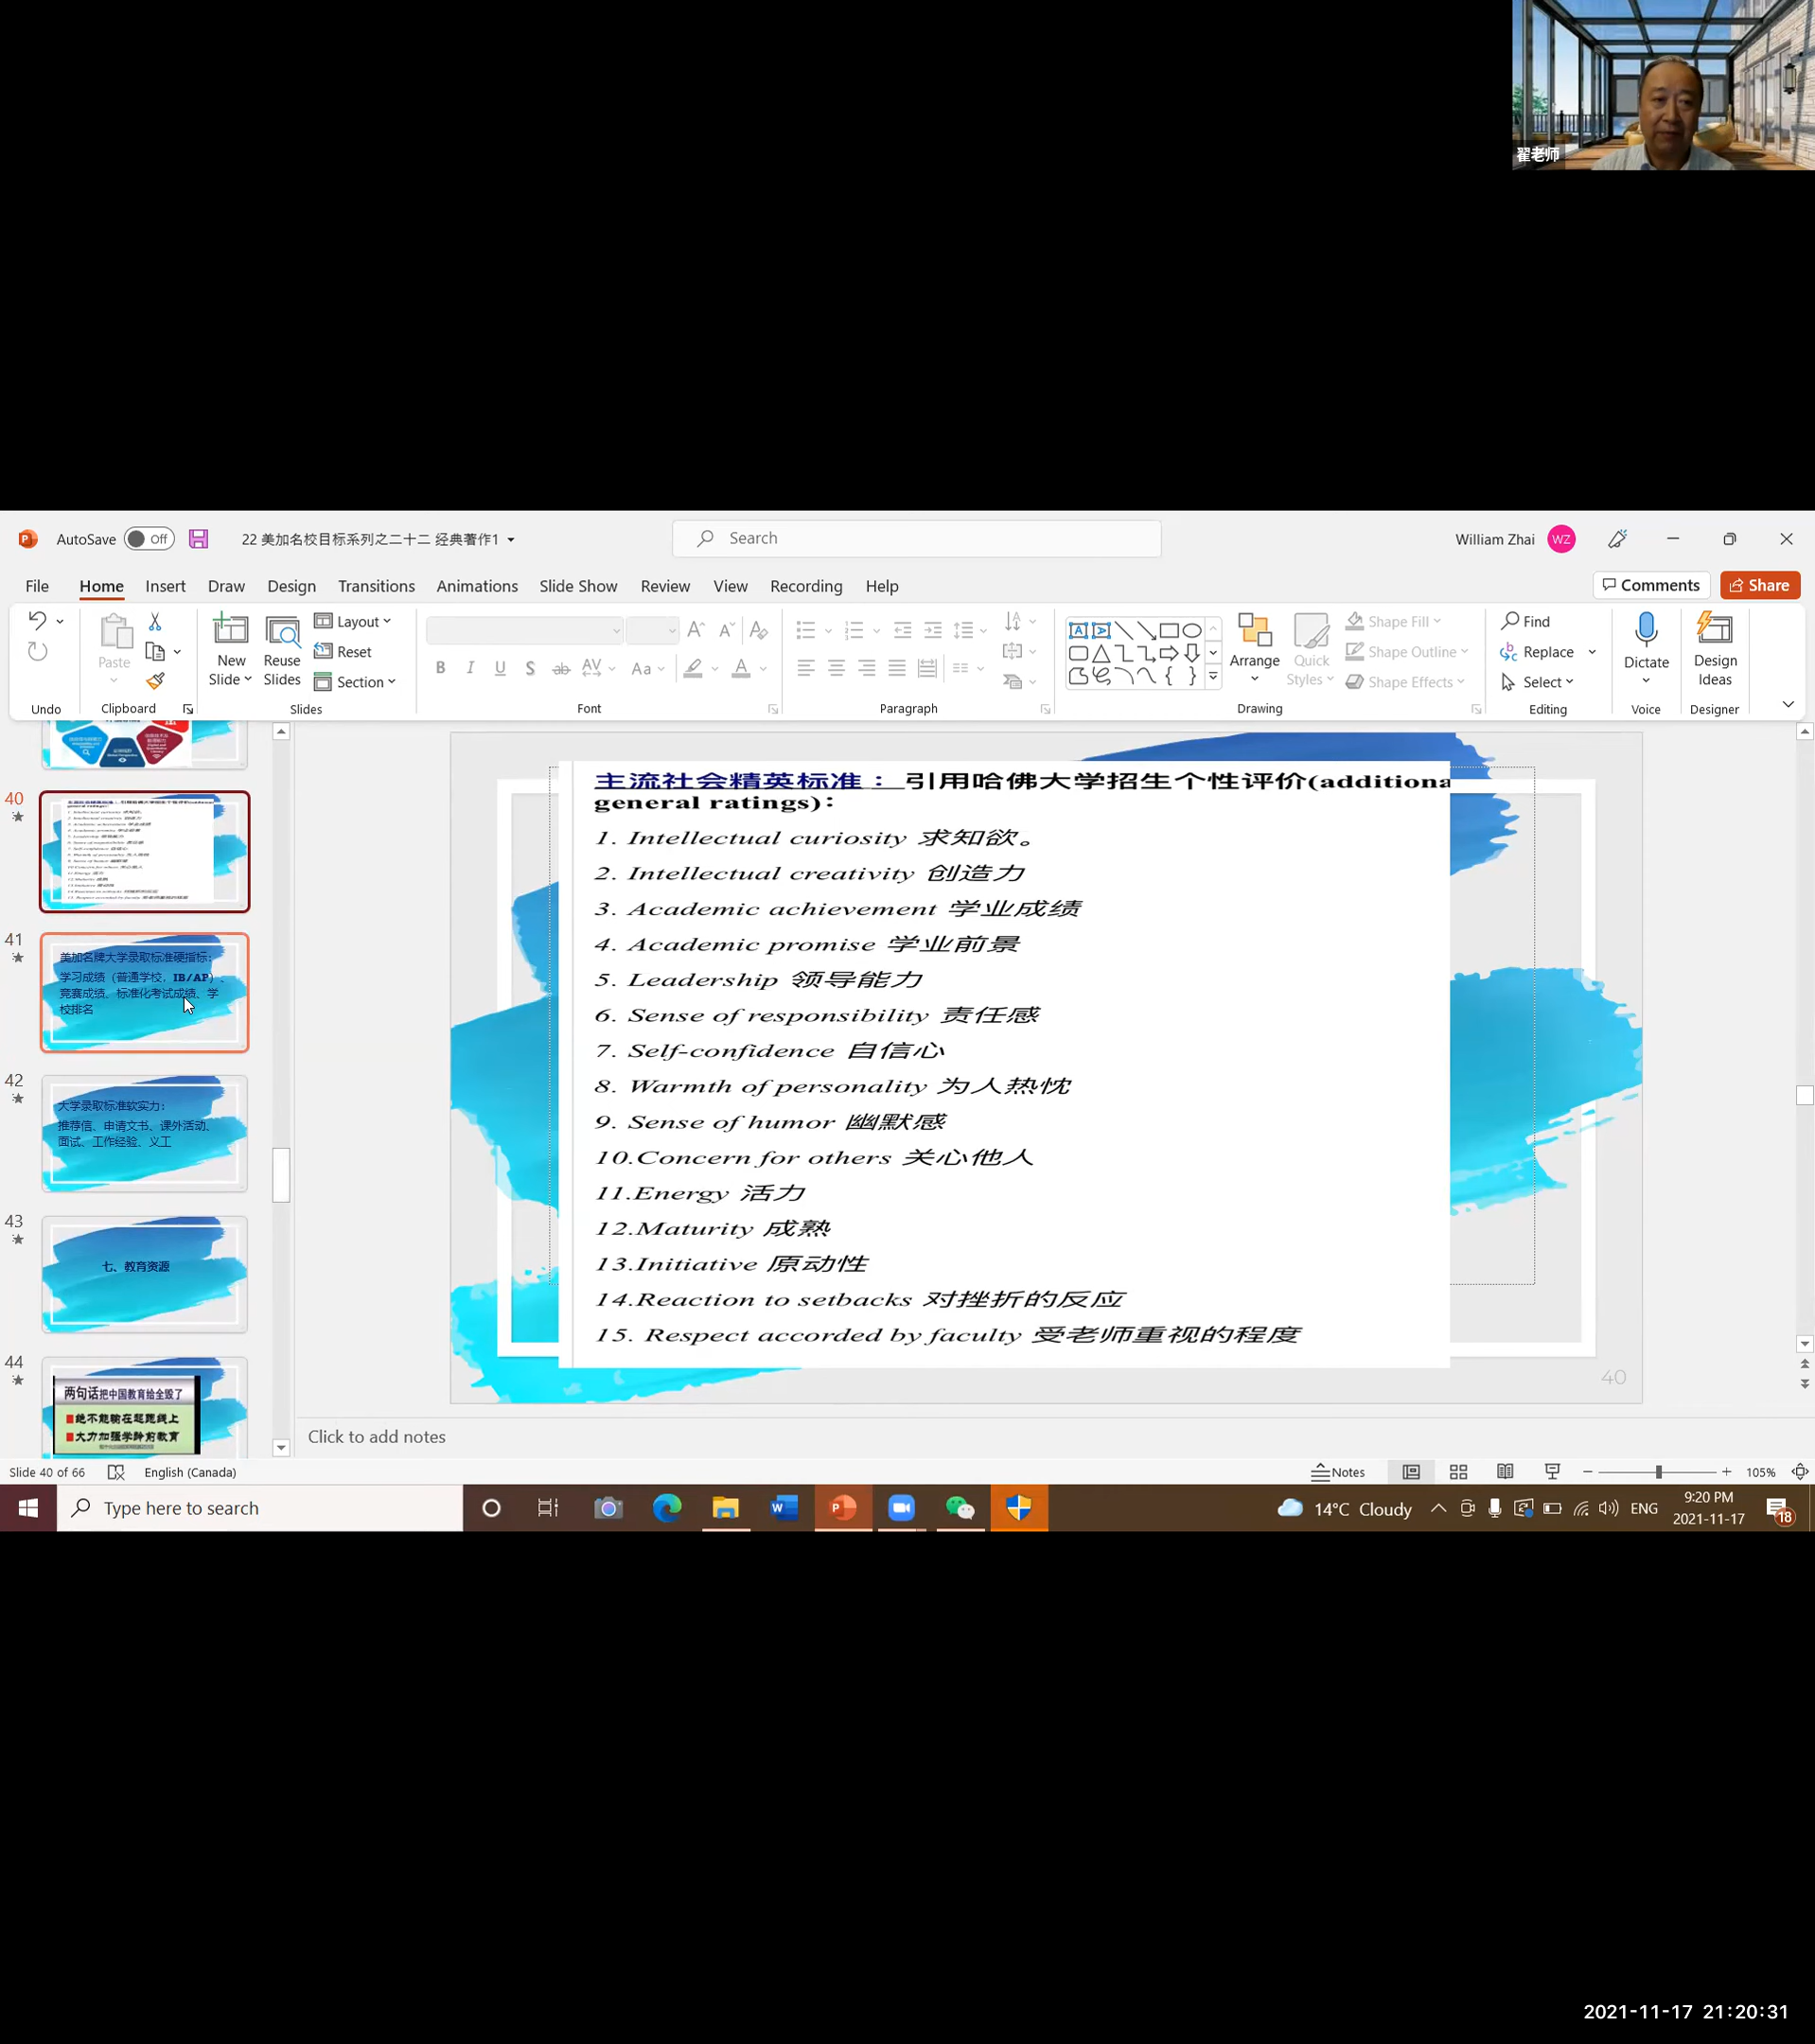 翟老师
AutoSave Off 22 美加名校目标系列之二十二 经典著作1 Search William Zhai WZ
File Home Insert Draw Design Transitions Animations Slide Show Review View Recording Help Comments Share
Paste
New Slide
Reuse Slides
Layout
Reset
Section
Find
Replace
Select
Arrange
Quick Styles
Shape Fill
Shape Outline
Shape Effects
Dictate
Design Ideas
Undo Clipboard Slides Font Paragraph Drawing Editing Voice Designer
40
41
美加名牌大学录取标准硬指标:
学习成绩（普通学校，IB/AP）、
竞赛成绩、标准化考试成绩、学
校排名
42
大学录取标准软实力:
推荐信、申请文书、课外活动、
面试、工作经验、义工
43
七、教育资源
44
两句话把中国教育给全毁了
绝不能输在起跑线上
大力加强学龄前教育
主流社会精英标准： 引用哈佛大学招生个性评价(additiona
general ratings)：
1. Intellectual curiosity 求知欲。
2. Intellectual creativity 创造力
3. Academic achievement 学业成绩
4. Academic promise 学业前景
5. Leadership 领导能力
6. Sense of responsibility 责任感
7. Self-confidence 自信心
8. Warmth of personality 为人热忱
9. Sense of humor 幽默感
10.Concern for others 关心他人
11.Energy 活力
12.Maturity 成熟
13.Initiative 原动性
14.Reaction to setbacks 对挫折的反应
15. Respect accorded by faculty 受老师重视的程度
40
Click to add notes
Slide 40 of 66 English (Canada) Notes 105%
Type here to search 14°C Cloudy ENG 9:20 PM
2021-11-17 18
2021-11-17 21:20:31